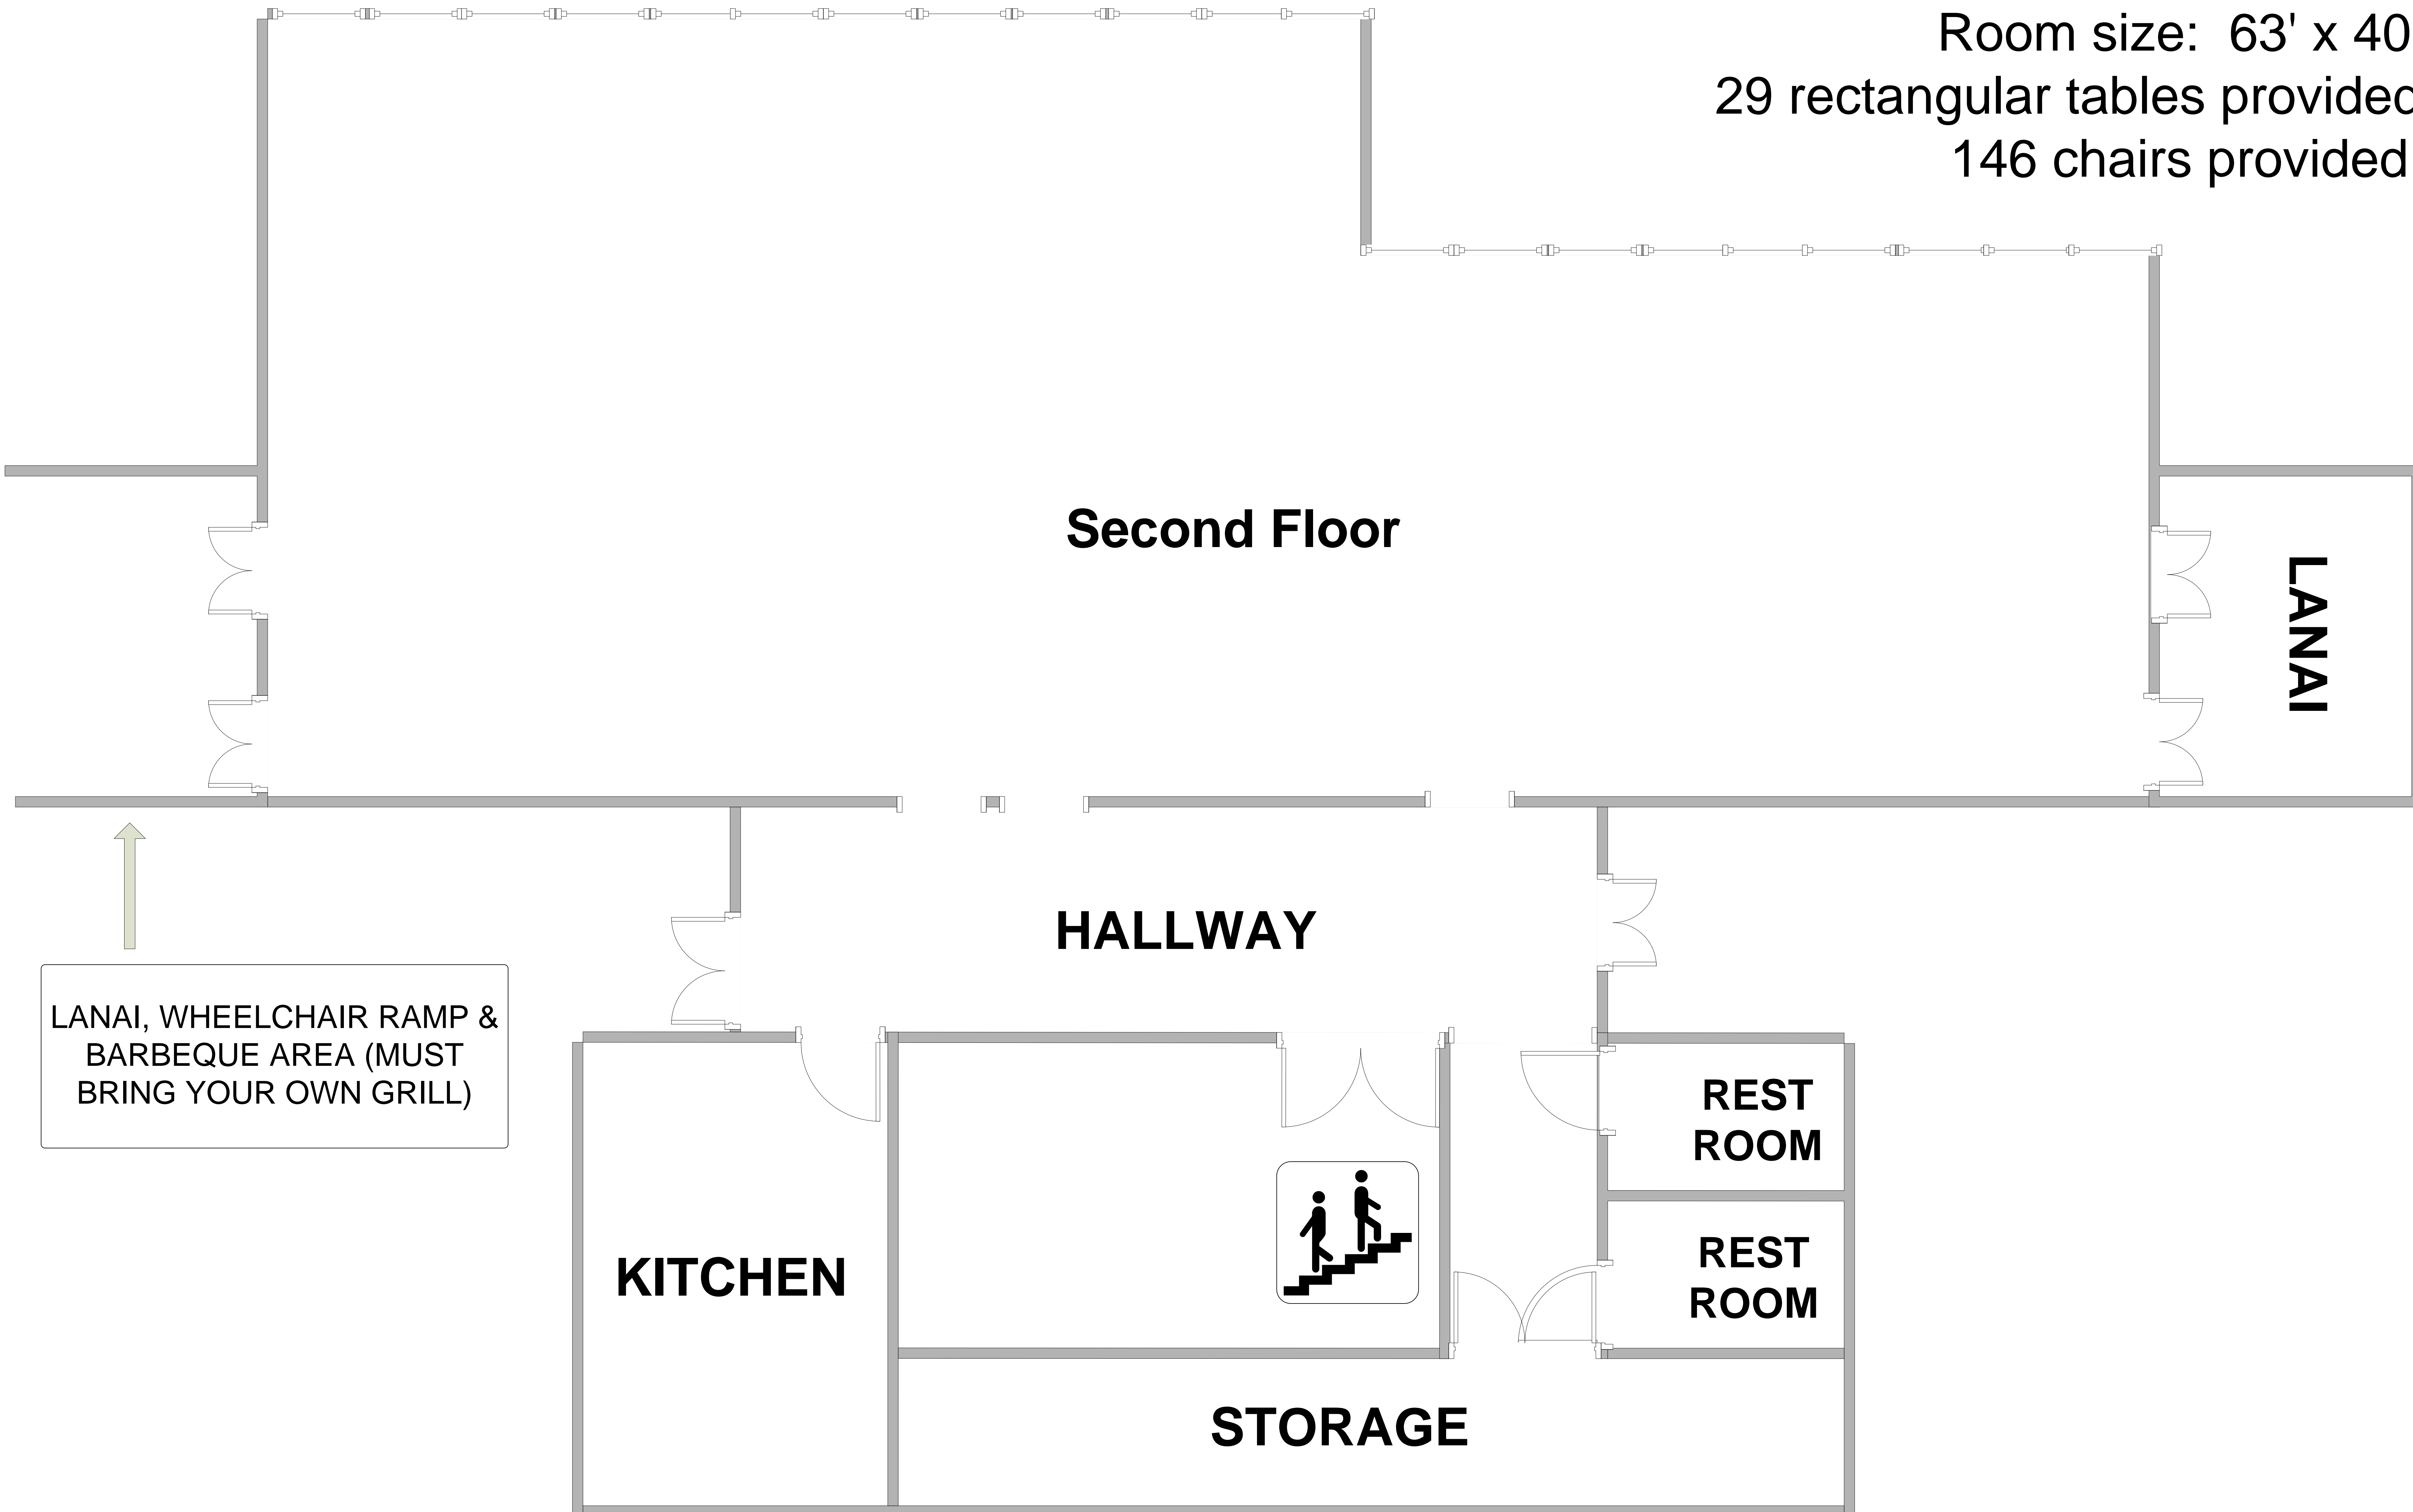 Room size:  63' x 40
29 rectangular tables provided
146 chairs provided
Second Floor
LANAI
HALLWAY
LANAI, WHEELCHAIR RAMP &
BARBEQUE AREA (MUST
BRING YOUR OWN GRILL)
REST
ROOM
KITCHEN
REST
ROOM
STORAGE